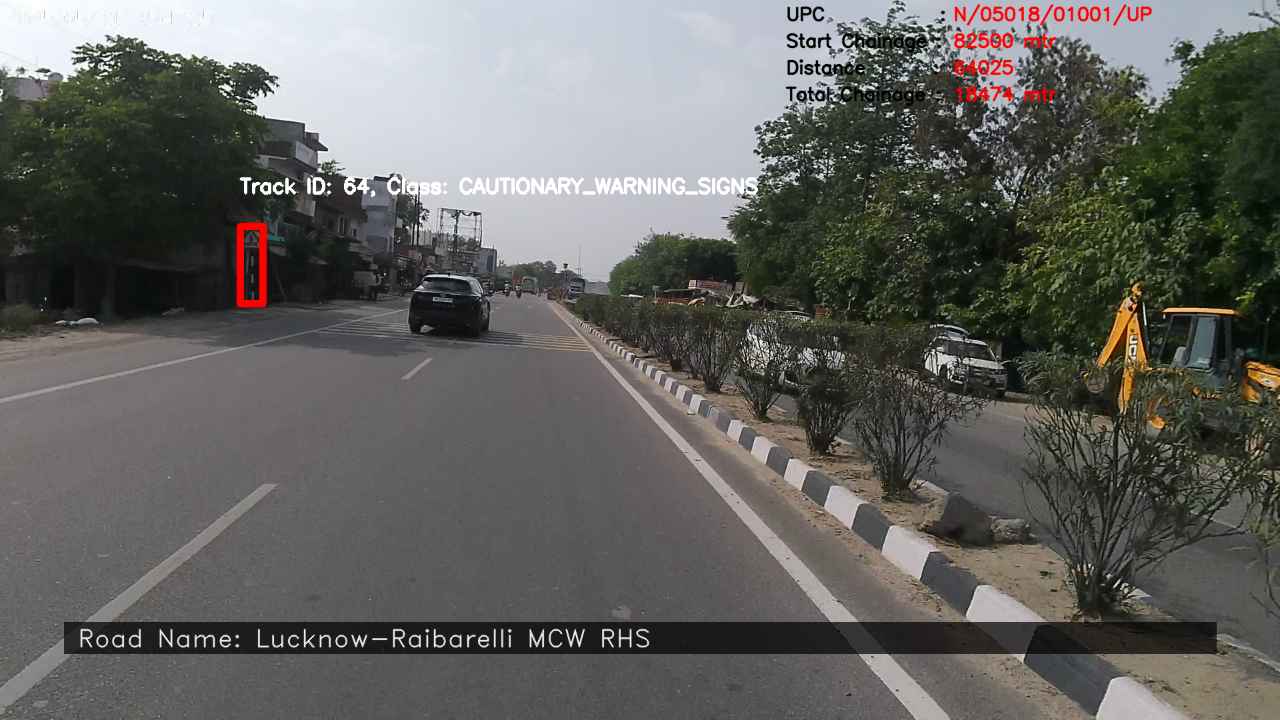 UPC : N/05018/01001/UP
Start Chainage : 82500 mtr
Distance : 64025
Total Chainage : 18474 mtr
Track ID: 64, Class: CAUTIONARY_WARNING_SIGNS
Road Name: Lucknow-Raibarelli MCW RHS